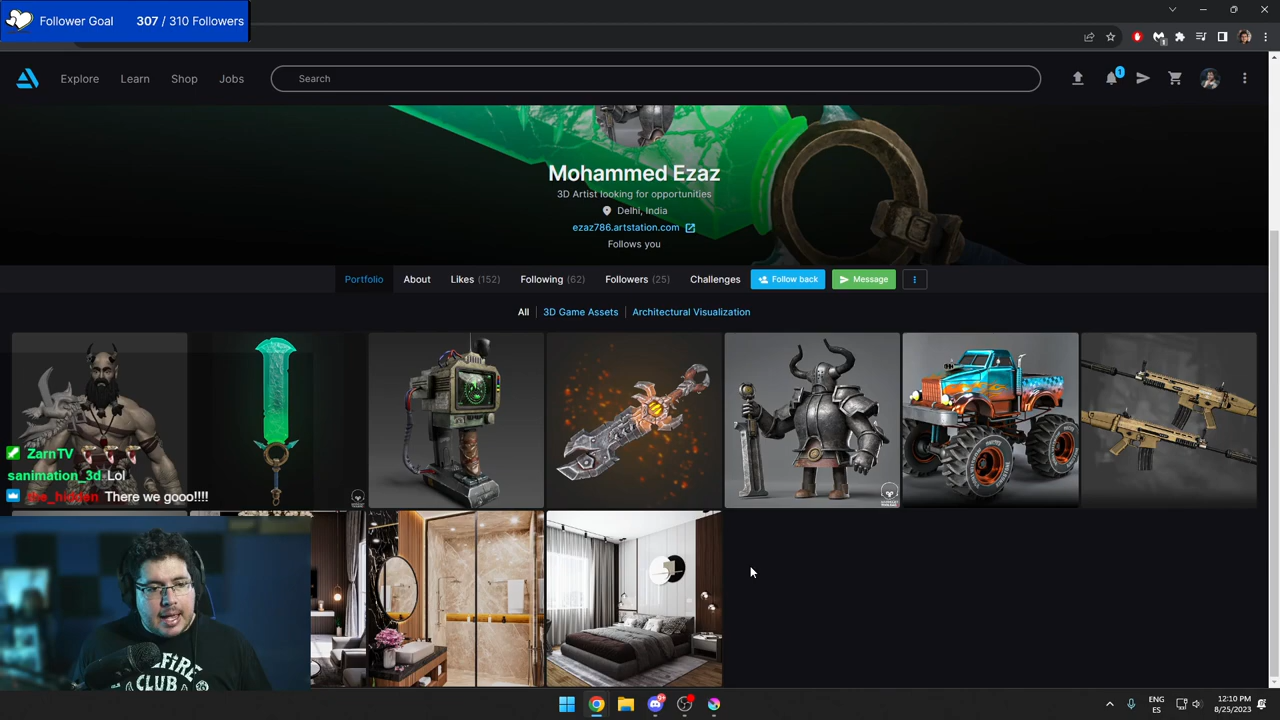 Follower Goal 307 / 310 Followers
Explore Learn Shop Jobs Search 1
Mohammed Ezaz
3D Artist looking for opportunities
Delhi, India
ezaz786.artstation.com
Follows you
Portfolio About Likes (152) Following (62) Followers (25) Challenges Follow back Message
All 3D Game Assets Architectural Visualization
ZarnTV
sanimation_3d Lol
There we gooo!!!!
CLUB
ENG
ES
12:10 PM
8/25/2023